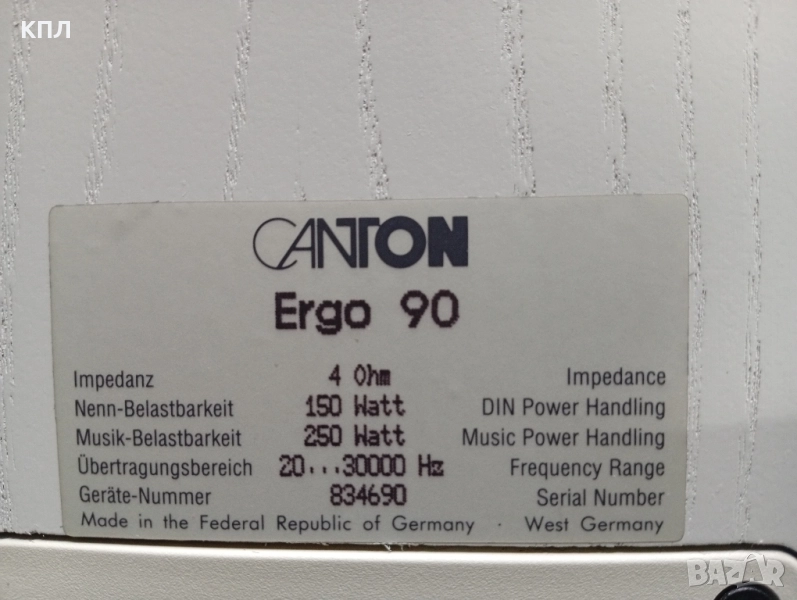 КПЛ
CANTON
Ergo 90
Impedanz 4 Ohm Impedance
Nenn-Belastbarkeit 150 Watt DIN Power Handling
Musik-Belastbarkeit 250 Watt Music Power Handling
Übertragungsbereich 20...30000 Hz Frequency Range
Geräte-Nummer 834690 Serial Number
Made in the Federal Republic of Germany · West Germany
BAZAR